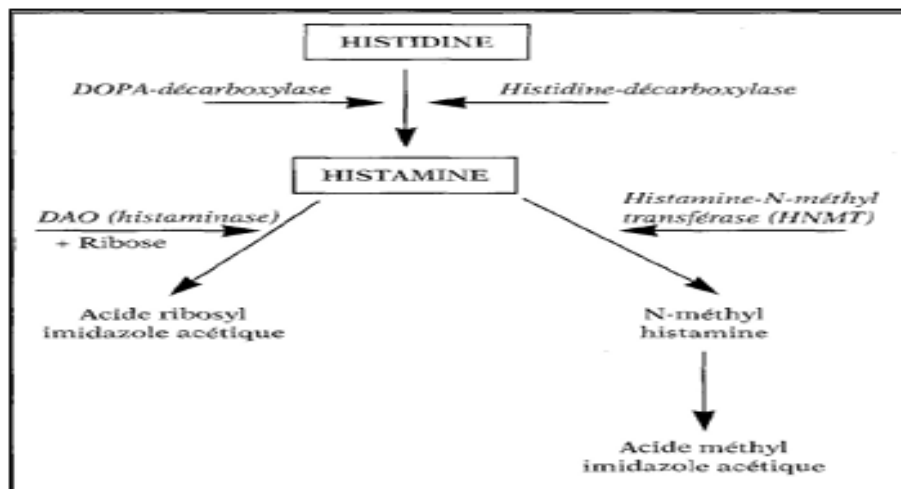 HISTIDINE
DOPA-décarboxylase
Histidine-décarboxylase
HISTAMINE
DAO (histaminase)
+ Ribose
Histamine-N-méthyl
transférase (HNMT)
Acide ribosyl
imidazole acétique
N-méthyl
histamine
Acide méthyl
imidazole acétique